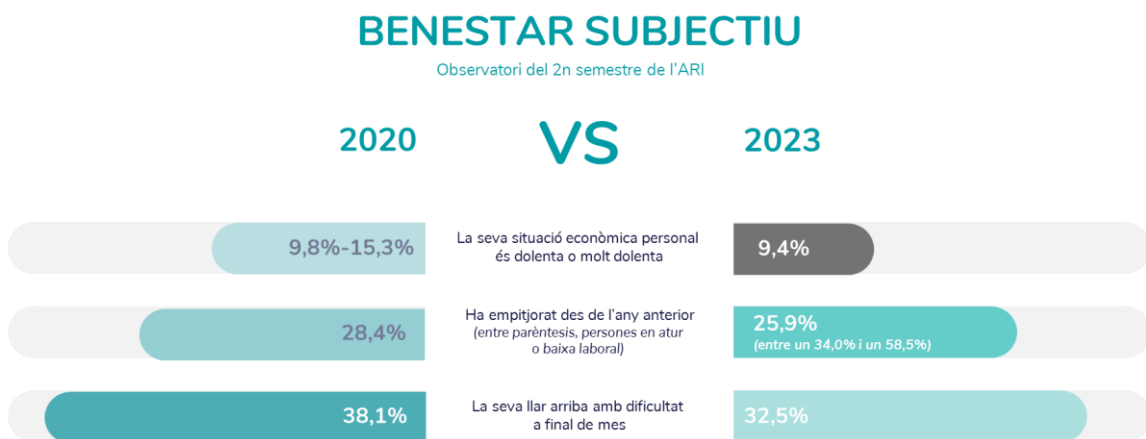 BENESTAR SUBJECTIU
Observatori del 2n semestre de l'ARI
2020
VS
2023
9,8%-15,3%
La seva situació econòmica personal
és dolenta o molt dolenta
9,4%
28,4%
Ha empitjorat des de l'any anterior
(entre parèntesis, persones en atur
o baixa laboral)
25,9%
(entre un 34,0% i un 58,5%)
38,1%
La seva llar arriba amb dificultat
a final de mes
32,5%